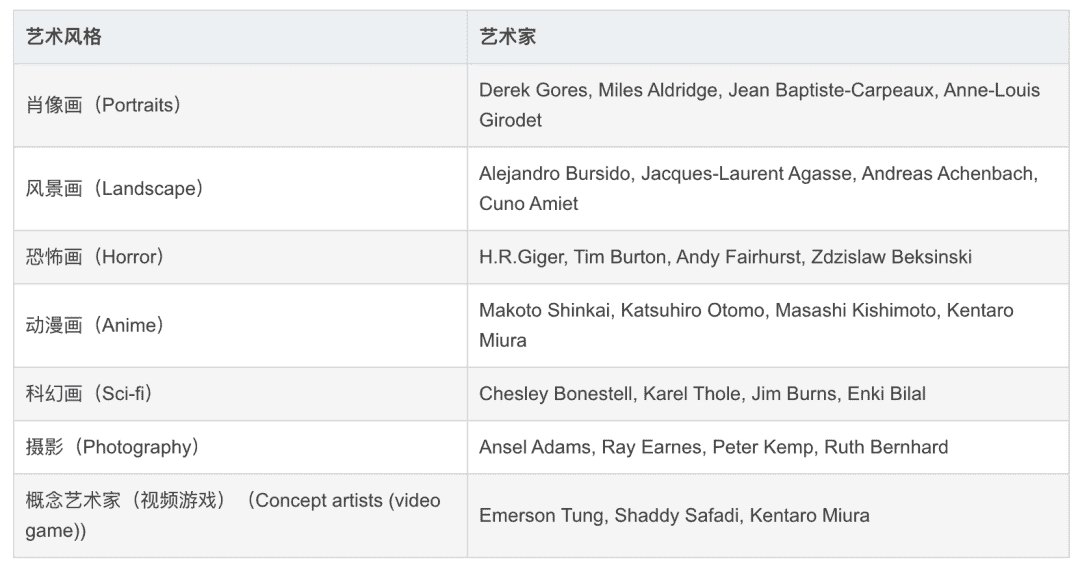 艺术风格
艺术家
肖像画（Portraits）
Derek Gores, Miles Aldridge, Jean Baptiste-Carpeaux, Anne-Louis
Girodet
风景画（Landscape）
Alejandro Bursido, Jacques-Laurent Agasse, Andreas Achenbach,
Cuno Amiet
恐怖画（Horror）
H.R.Giger, Tim Burton, Andy Fairhurst, Zdzislaw Beksinski
动漫画（Anime）
Makoto Shinkai, Katsuhiro Otomo, Masashi Kishimoto, Kentaro
Miura
科幻画（Sci-fi）
Chesley Bonestell, Karel Thole, Jim Burns, Enki Bilal
摄影（Photography）
Ansel Adams, Ray Earnes, Peter Kemp, Ruth Bernhard
概念艺术家（视频游戏）（Concept artists (video
game)）
Emerson Tung, Shaddy Safadi, Kentaro Miura